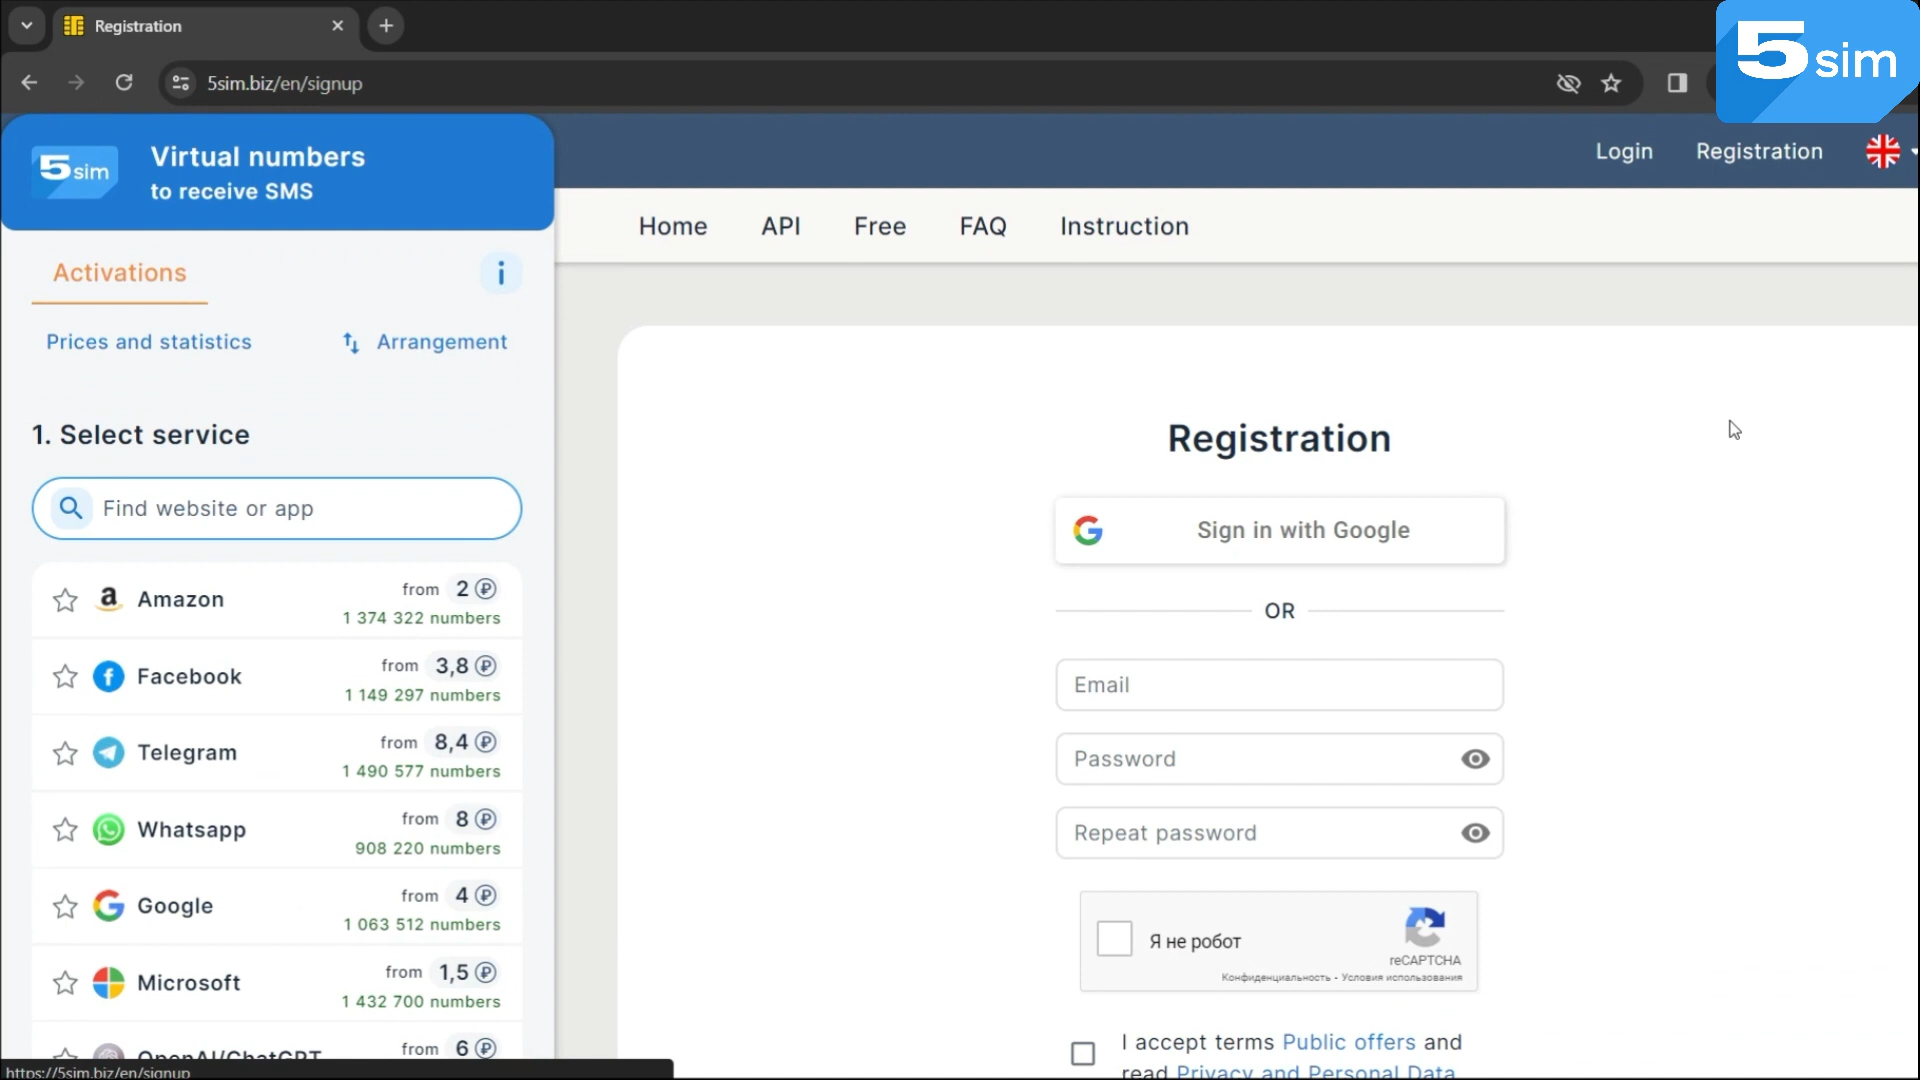 Registration
5sim.biz/en/signup
5sim
5sim
Virtual numbers
to receive SMS
Login
Registration
Home
API
Free
FAQ
Instruction
Activations
i
Prices and statistics
Arrangement
1. Select service
Find website or app
Amazon
from 2 ₽
1 374 322 numbers
Facebook
from 3,8 ₽
1 149 297 numbers
Telegram
from 8,4 ₽
1 490 577 numbers
Whatsapp
from 8 ₽
908 220 numbers
Google
from 4 ₽
1 063 512 numbers
Microsoft
from 1,5 ₽
1 432 700 numbers
OpenAI/ChatGPT
from 6 ₽
https://5sim.biz/en/signup
Registration
Sign in with Google
OR
Email
Password
Repeat password
Я не робот
reCAPTCHA
Конфиденциальность - Условия использования
I accept terms Public offers and
read Privacy and Personal Data